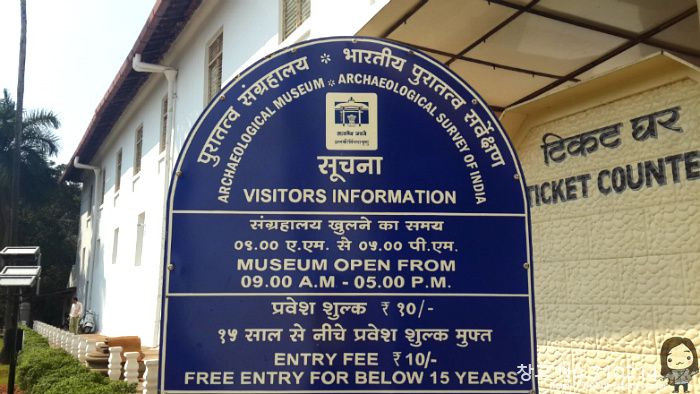 पुरातत्व संग्रहालय * भारतीय पुरातत्व सर्वेक्षण
ARCHAEOLOGICAL MUSEUM * ARCHAEOLOGICAL SURVEY OF INDIA
सूचना
VISITORS INFORMATION
संग्रहालय खुलने का समय
०९.०० ए.एम. से ०५.०० पी.एम.
MUSEUM OPEN FROM
09.00 A.M - 05.00 P.M.
प्रवेश शुल्क ₹ १०/-
१५ साल से नीचे प्रवेश शुल्क मुफ्त
ENTRY FEE ₹ 10/-
FREE ENTRY FOR BELOW 15 YEARS.
टिकट घर
TICKET COUNTE